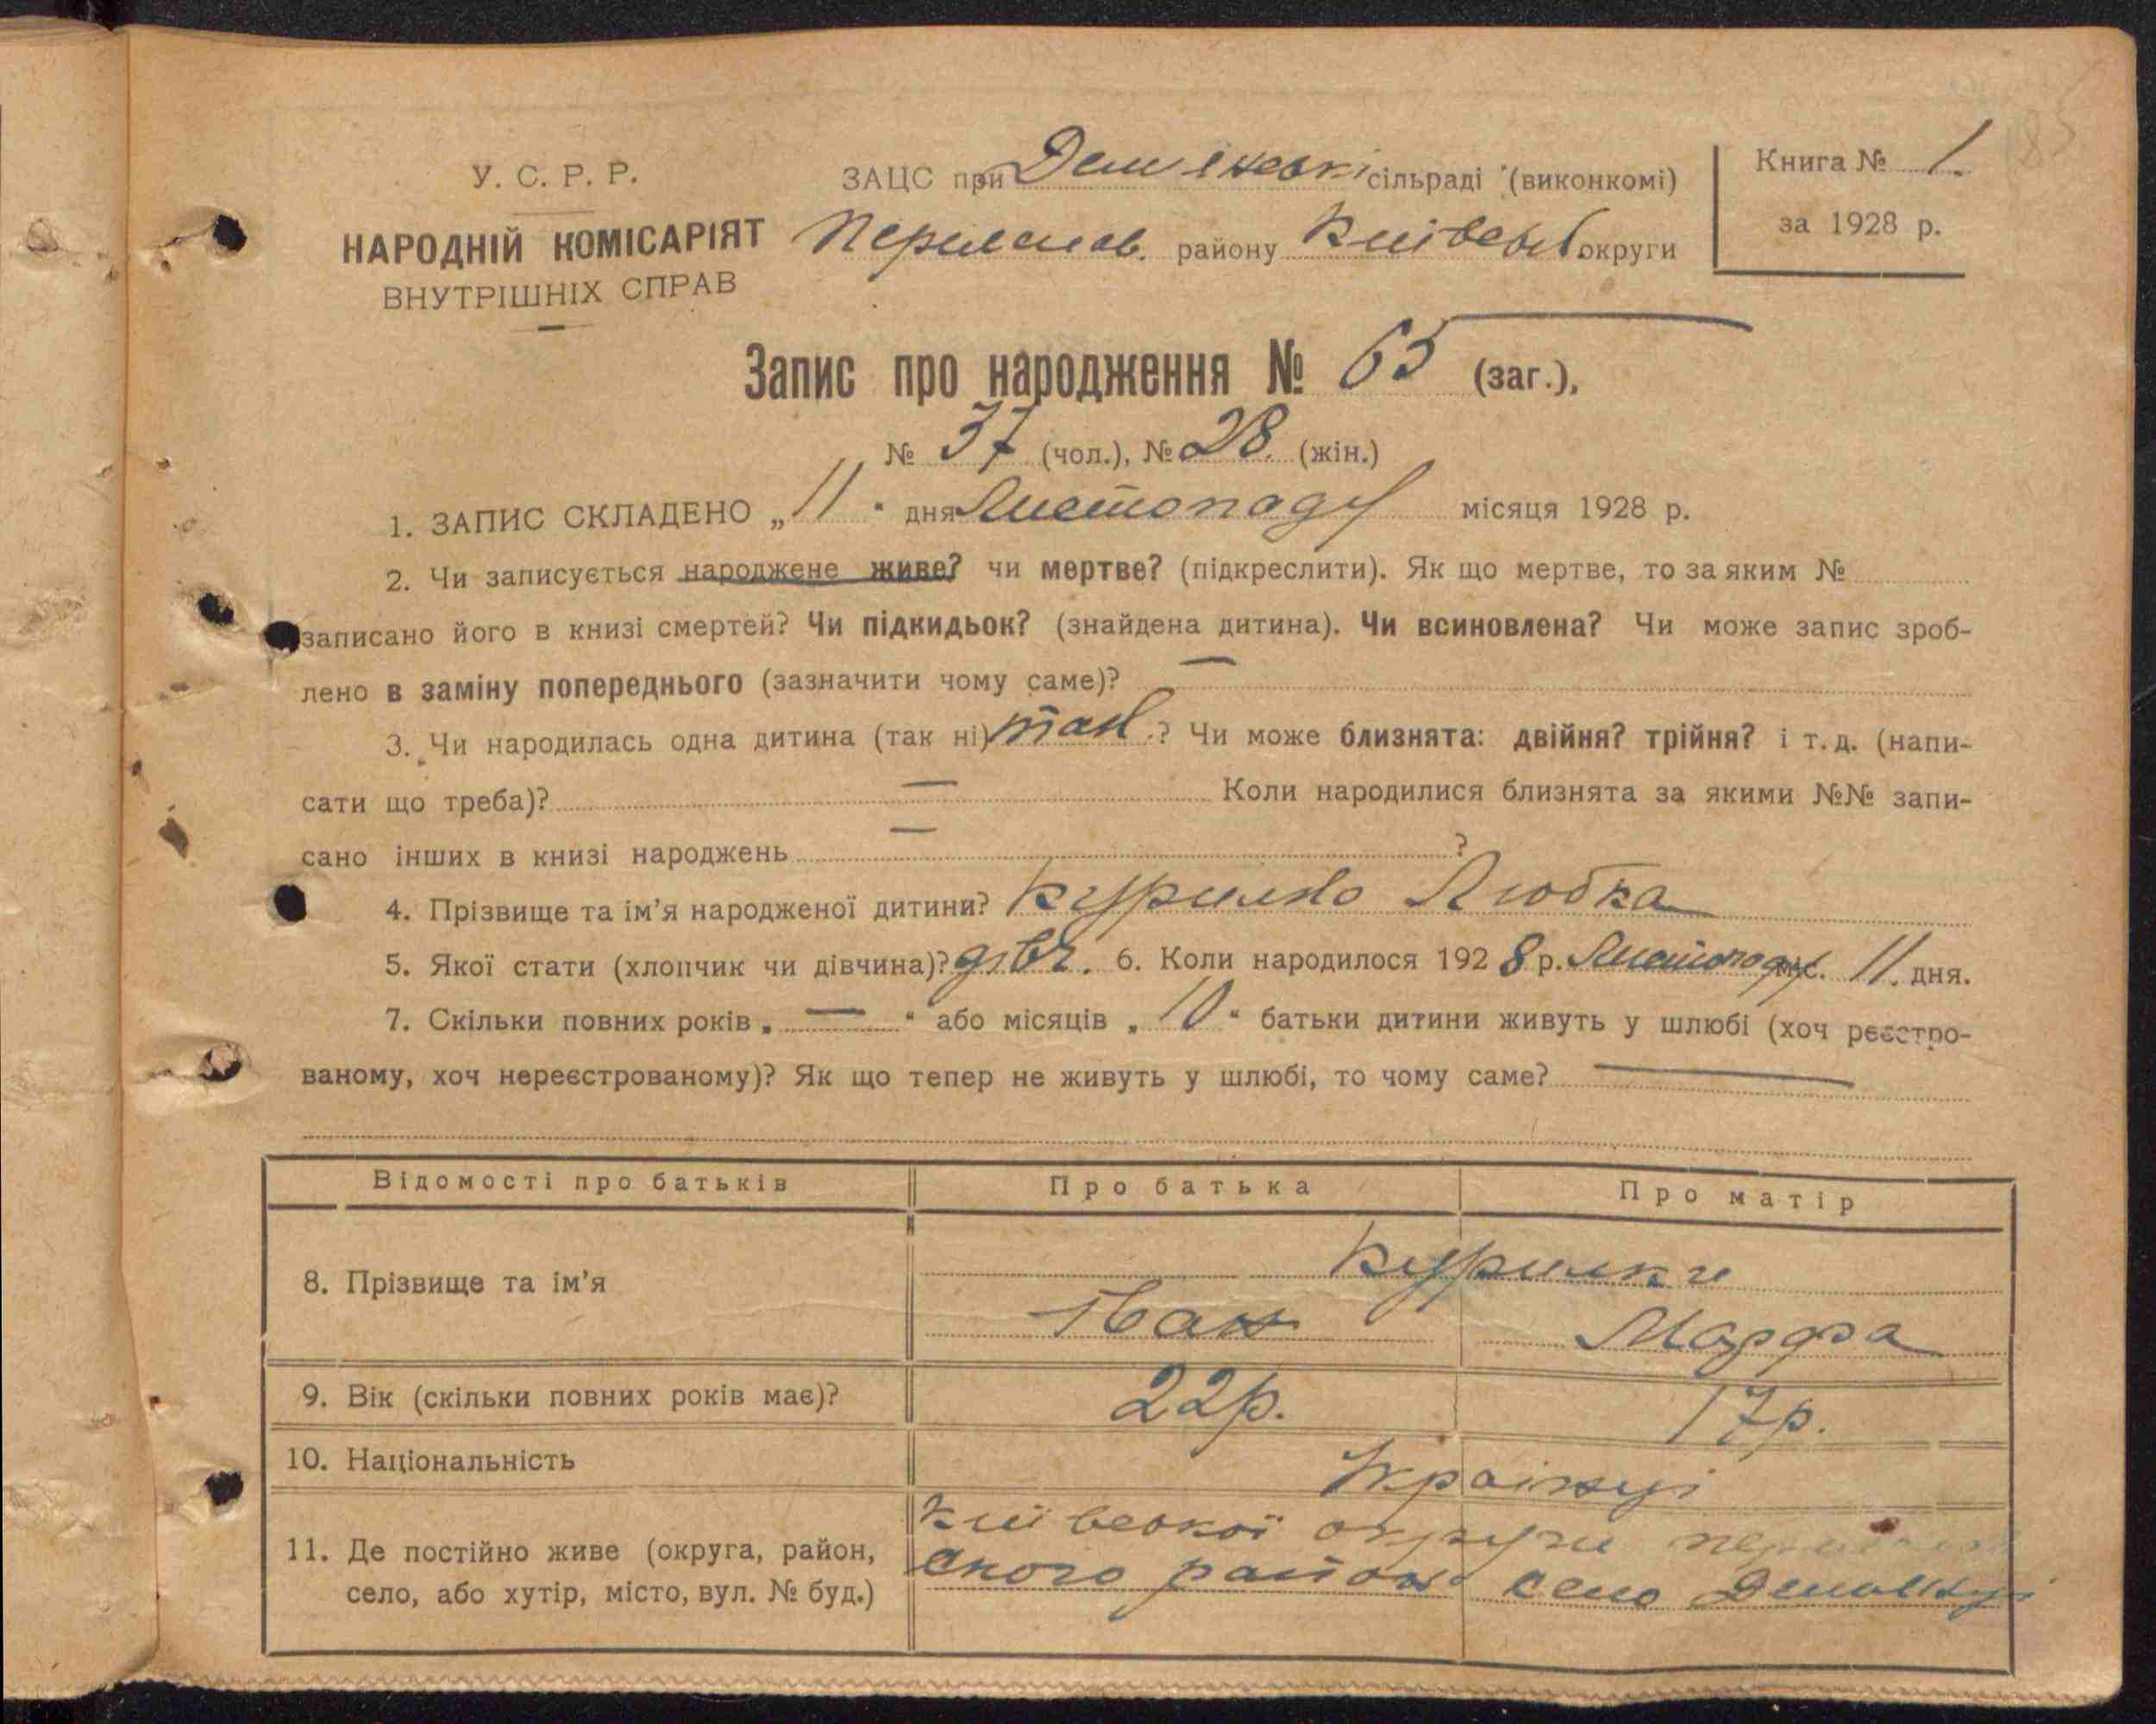 У. С. Р. Р.
НАРОДНІЙ КОМІСАРІЯТ
ВНУТРІШНІХ СПРАВ
ЗАЦС при сільраді (виконкомі)
району округи
Книга № 1.
за 1928 р.
Запис про народження № 65 (заг.),
№ 37 (чол.), № 28. (жін.)
1. ЗАПИС СКЛАДЕНО „11" дня Листопаду місяця 1928 р.
2. Чи записується народжене живе? чи мертве? (підкреслити). Як що мертве, то за яким №
записано його в книзі смертей? Чи підкидьок? (знайдена дитина). Чи всиновлена? Чи може запис зроб-
лено в заміну попереднього (зазначити чому саме)? —
3. Чи народилась одна дитина (так ні) так ? Чи може близнята: двійня? трійня? і т. д. (напи-
сати що треба)? — Коли народилися близнята за якими №№ запи-
сано інших в книзі народжень — ?
4. Прізвище та ім'я народженої дитини? Курилко Любка
5. Якої стати (хлопчик чи дівчина)? дівч. 6. Коли народилося 1928 р. Листопаду міс. 11. дня.
7. Скільки повних років „ — " або місяців „ 10 " батьки дитини живуть у шлюбі (хоч реєстро-
ваному, хоч нереєстрованому)? Як що тепер не живуть у шлюбі, то чому саме? —
Відомості про батьків Про батька Про матір
8. Прізвище та ім'я Курилки
Іван Марфа
9. Вік (скільки повних років має)? 22р. 17р.
10. Національність Українці
11. Де постійно живе (округа, район, Київської округи
село, або хутір, місто, вул. № буд.) ського району село